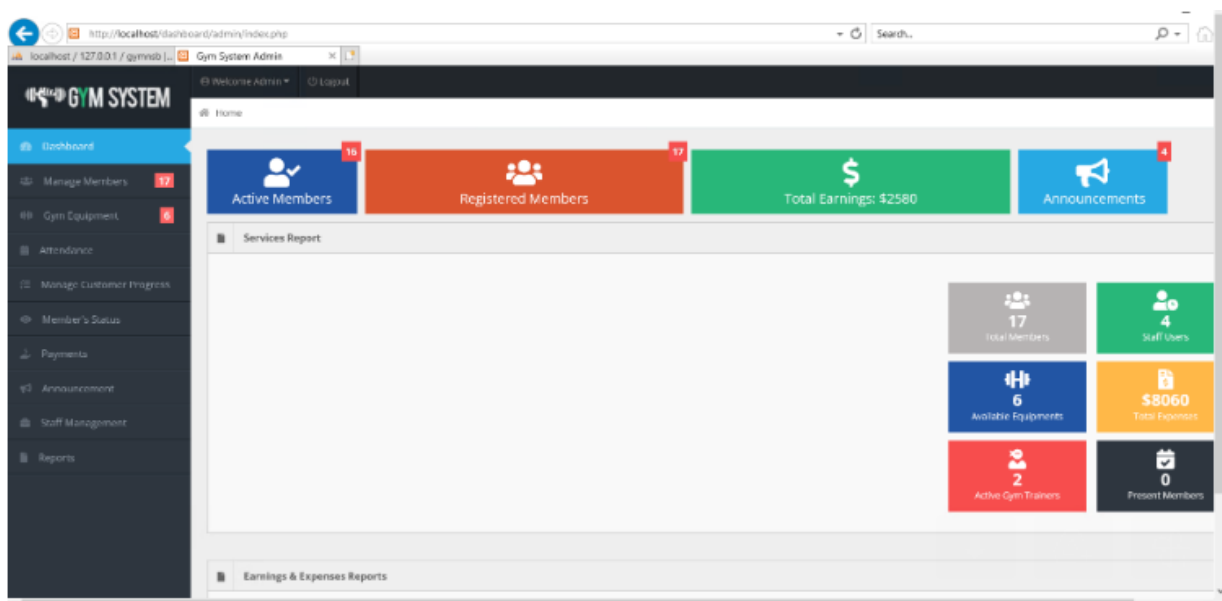 http://localhost/dashboard/admin/index.php
Search...
localhost / 127.0.0.1 / gymnsb |...
Gym System Admin
Welcome Admin
Logout
GYM SYSTEM
Home
Dashboard
Manage Members 17
Gym Equipment 6
Attendance
Manage Customer Progress
Member's Status
Payments
Announcement
Staff Management
Reports
16
Active Members
17
Registered Members
Total Earnings: $2580
4
Announcements
Services Report
17
Total Members
4
Staff Users
6
Available Equipments
$8060
Total Expenses
2
Active Gym Trainers
0
Present Members
Earnings & Expenses Reports